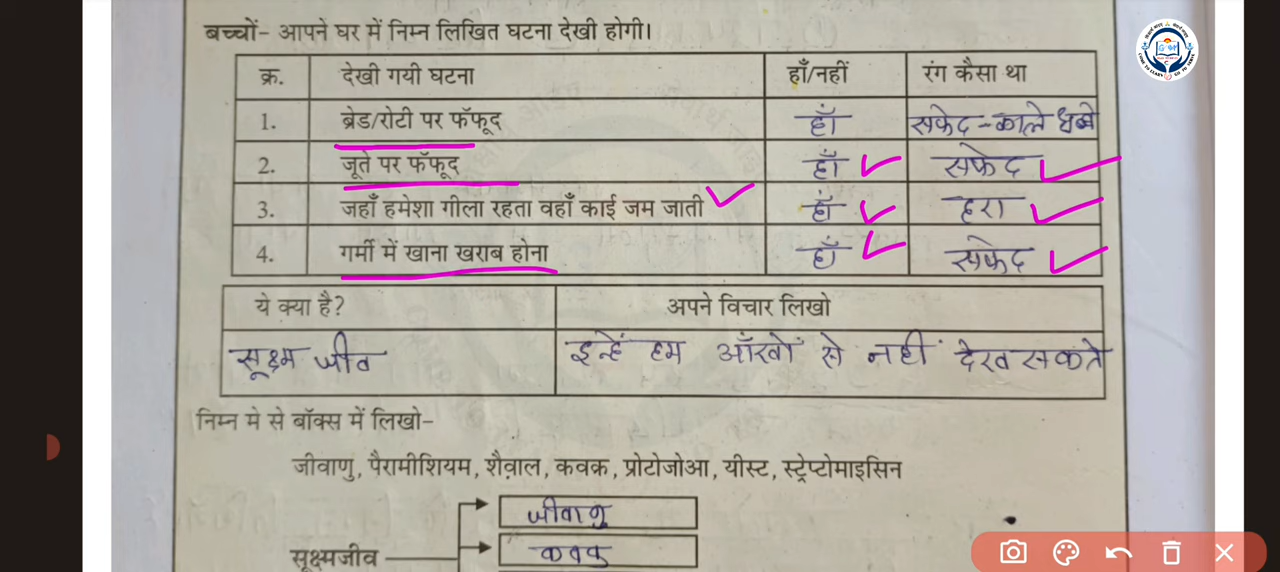 बच्चों- आपने घर में निम्न लिखित घटना देखी होगी।
क्र. देखी गयी घटना हाँ/नहीं रंग कैसा था
1. ब्रेड/रोटी पर फॅफूद हाँ सफेद-काले धब्बे
2. जूते पर फॅफूद हाँ सफेद
3. जहाँ हमेशा गीला रहता वहाँ काई जम जाती हाँ हरा
4. गर्मी में खाना खराब होना हाँ सफेद
ये क्या है? अपने विचार लिखो
सूक्ष्म जीव इन्हें हम आँखों से नहीं देख सकते
निम्न मे से बॉक्स में लिखो-
जीवाणु, पैरामीशियम, शैवाल, कवक, प्रोटोजोआ, यीस्ट, स्ट्रेप्टोमाइसिन
जीवाणु
सूक्ष्मजीव कवक